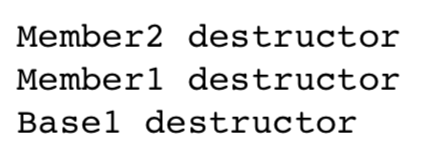 Member2 destructor
Member1 destructor
Base1 destructor